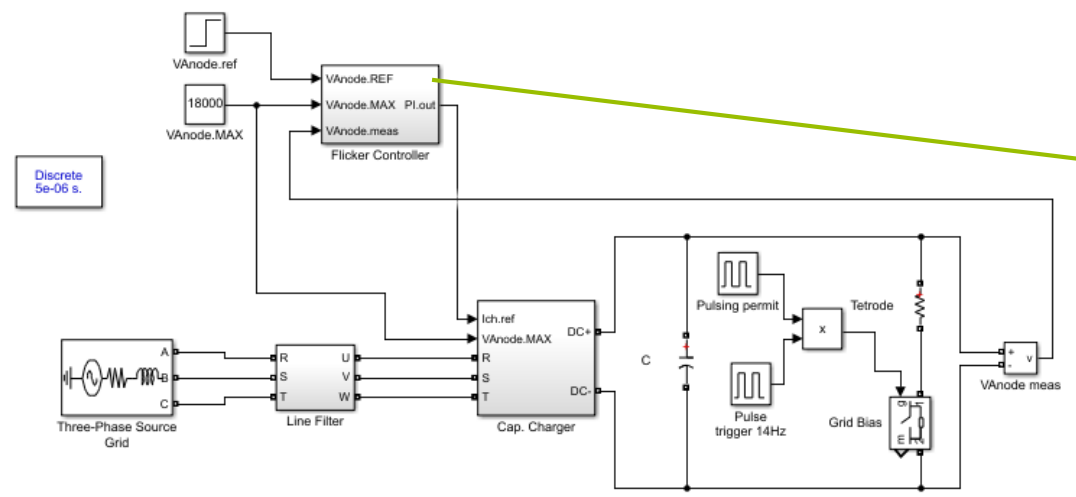 VAnode.ref
VAnode.REF
18000
VAnode.MAX PI.out
VAnode.MAX
VAnode.meas
Flicker Controller
Discrete
5e-06 s.
Pulsing permit
Tetrode
Ich.ref
DC+
x
VAnode.MAX
A
R
U
R
C
+
v
-
B
S
V
S
VAnode meas
DC-
C
T
W
T
Pulse
trigger 14Hz
g
1
Grid Bias
m
2
Three-Phase Source
Grid
Line Filter
Cap. Charger